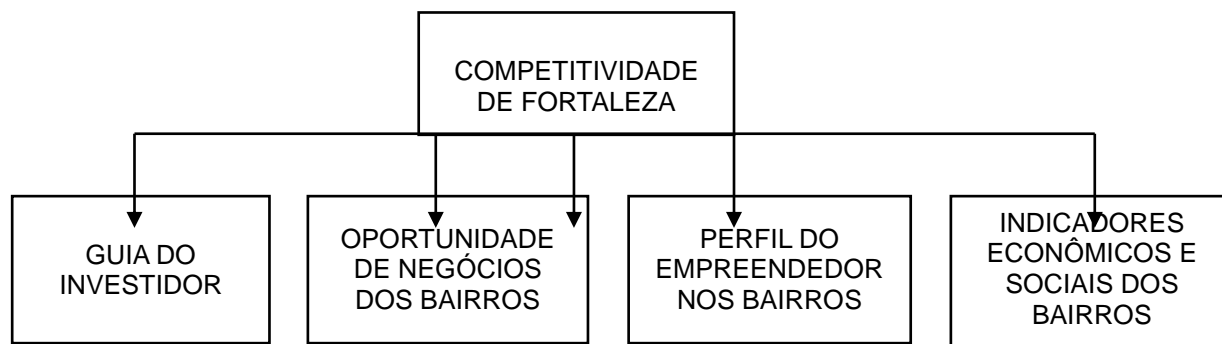 COMPETITIVIDADE
DE FORTALEZA
GUIA DO
INVESTIDOR
OPORTUNIDADE
DE NEGÓCIOS
DOS BAIRROS
PERFIL DO
EMPREENDEDOR
NOS BAIRROS
INDICADORES
ECONÔMICOS E
SOCIAIS DOS
BAIRROS